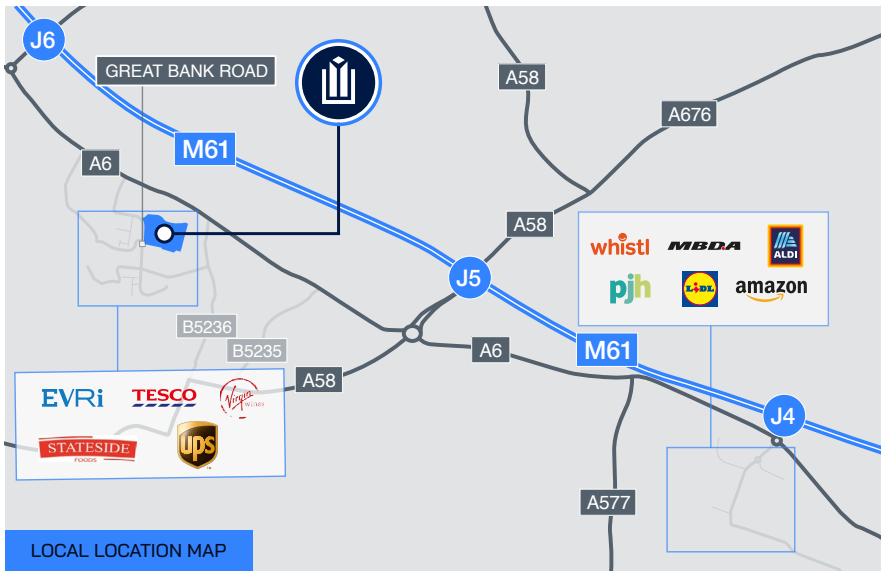 J6
GREAT BANK ROAD
A58
A676
M61
A6
A58
whistl
MBDA
ALDI
pjh
LiDL
amazon
J5
B5236
B5235
A6
M61
A58
EVRi
TESCO
Virgin
wines
STATESIDE
FOODS
ups
J4
A577
LOCAL LOCATION MAP